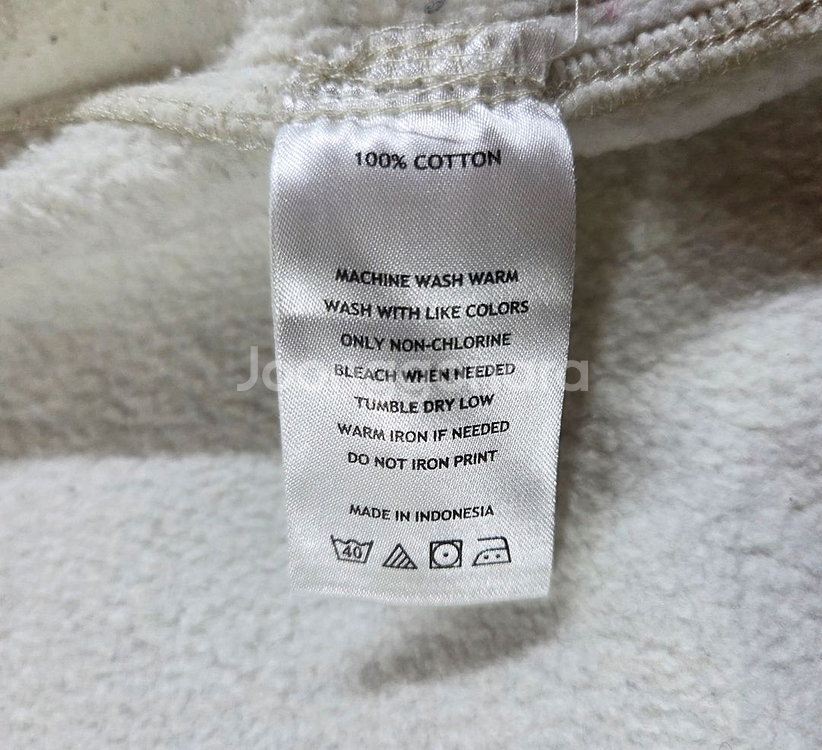 100% COTTON
MACHINE WASH WARM
WASH WITH LIKE COLORS
ONLY NON-CHLORINE
BLEACH WHEN NEEDED
TUMBLE DRY LOW
WARM IRON IF NEEDED
DO NOT IRON PRINT
MADE IN INDONESIA
40